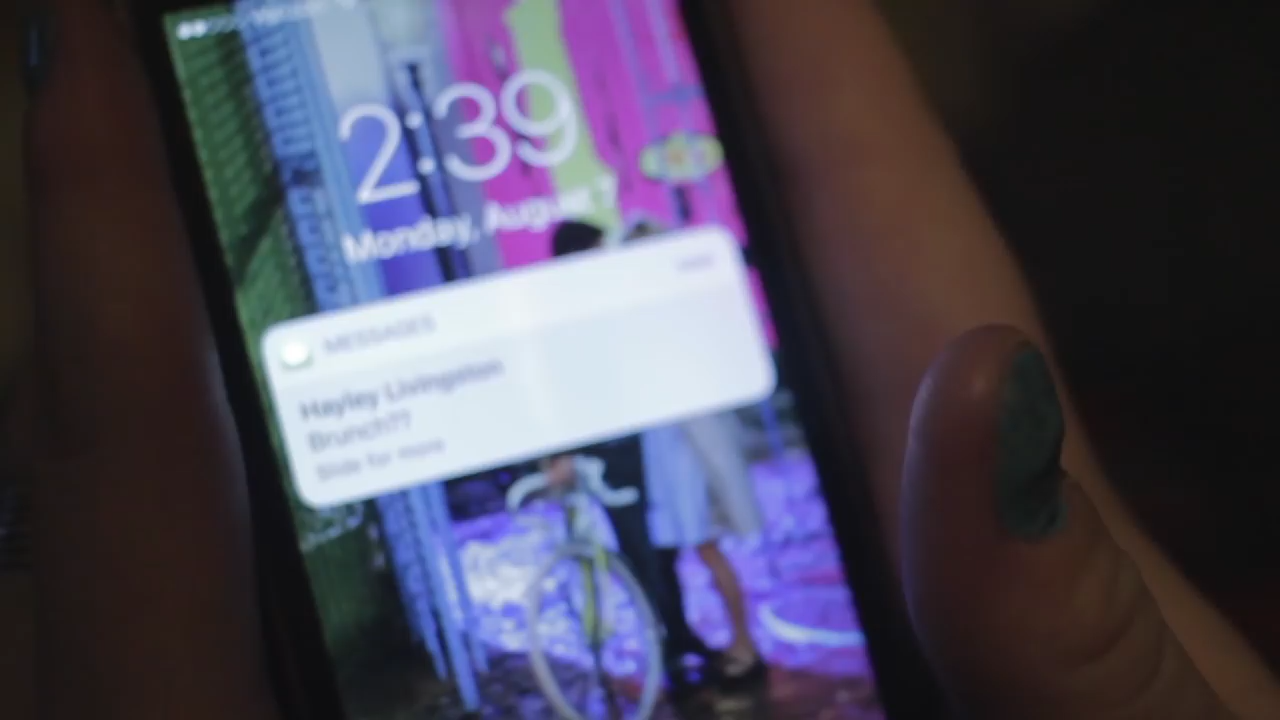 2:39
Monday, August 7
MESSAGES
Hayley Livingston
Brunch??
Slide for more